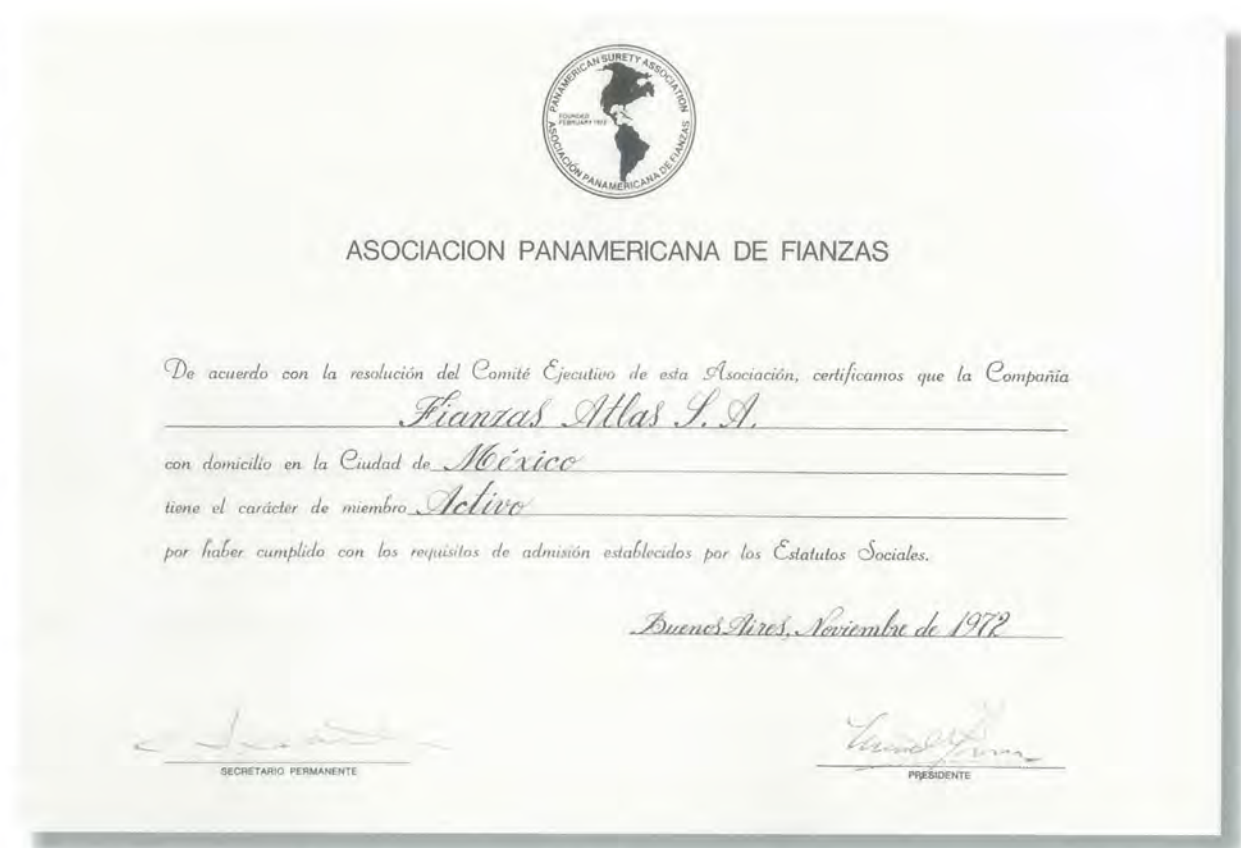 PANAMERICAN SURETY ASSOCIATION
FOUNDED
FEBRUARY 1972
ASOCIACIÓN PANAMERICANA DE FIANZAS
ASOCIACION PANAMERICANA DE FIANZAS
De acuerdo con la resolución del Comité Ejecutivo de esta Asociación, certificamos que la Compañía
Fianzas Atlas S. A.
con domicilio en la Ciudad de México
tiene el carácter de miembro Activo
por haber cumplido con los requisitos de admisión establecidos por los Estatutos Sociales.
Buenos Aires, Noviembre de 1972
SECRETARIO PERMANENTE
PRESIDENTE